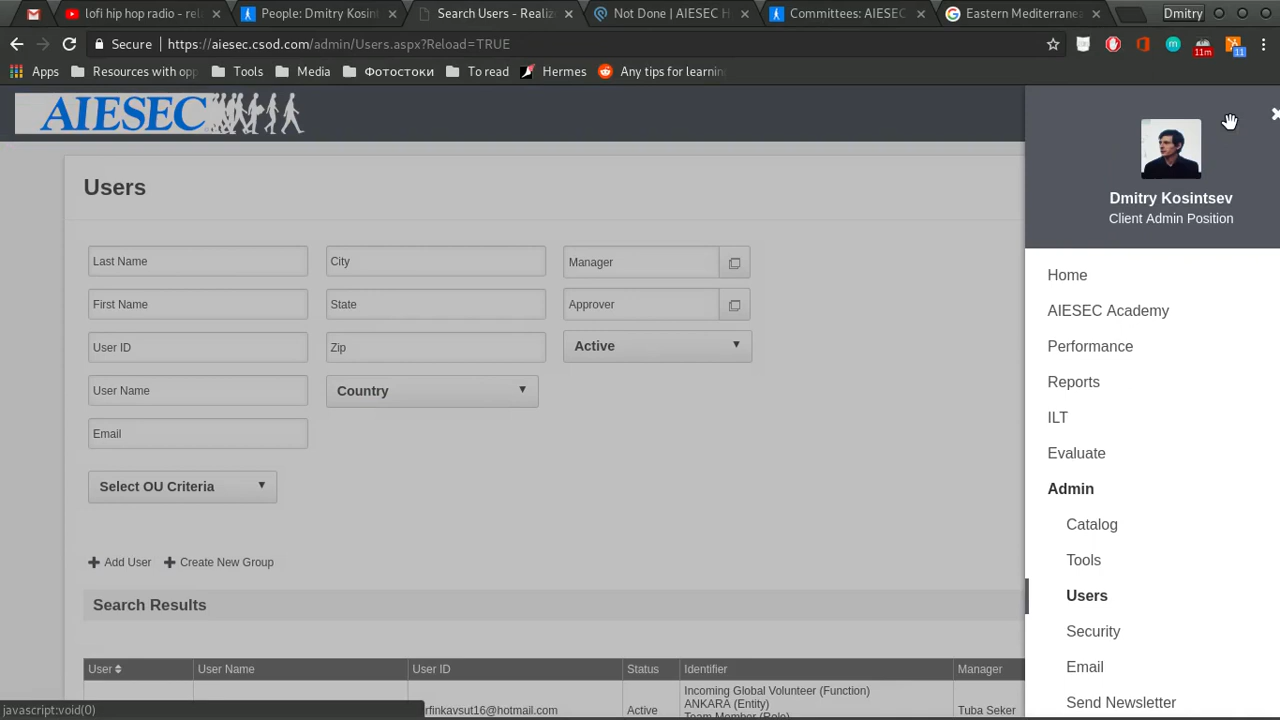 lofi hip hop radio - rel
People: Dmitry Kosint
Search Users - Realiz
Not Done | AIESEC H
Committees: AIESEC
Eastern Mediterrane
Dmitry
Secure
https://aiesec.csod.com/admin/Users.aspx?Reload=TRUE
11m
11
Apps
Resources with opp
Tools
Media
Фотостоки
To read
Hermes
Any tips for learnin
AIESEC
Dmitry Kosintsev
Client Admin Position
Users
Last Name
City
Manager
First Name
State
Approver
User ID
Zip
Active
User Name
Country
Email
Select OU Criteria
Add User
Create New Group
Search Results
User
User Name
User ID
Status
Identifier
Manager
rfinkavsut16@hotmail.com
Active
Incoming Global Volunteer (Function)
ANKARA (Entity)
Team Member (Role)
Tuba Seker
Home
AIESEC Academy
Performance
Reports
ILT
Evaluate
Admin
Catalog
Tools
Users
Security
Email
Send Newsletter
javascript:void(0)